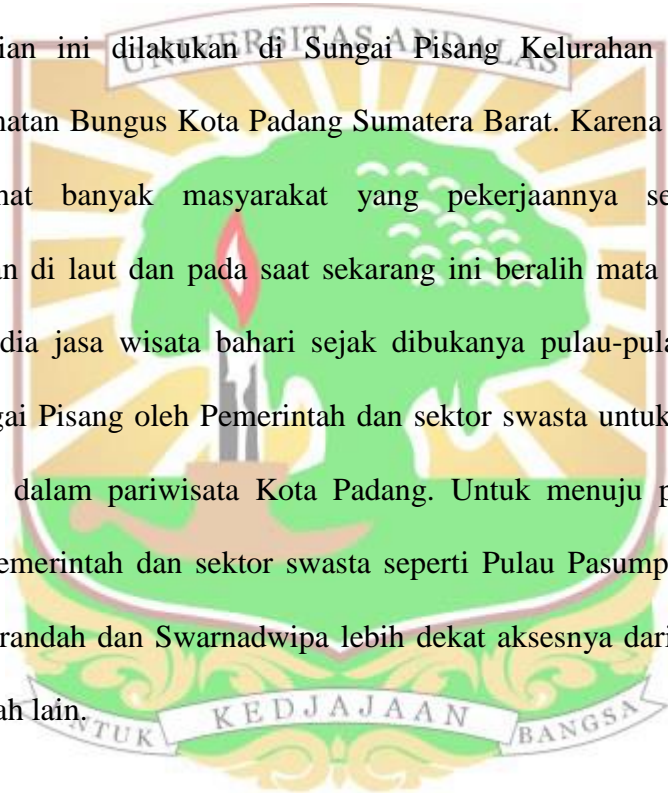 UNIVERSITAS ANDALAS
ian ini dilakukan di Sungai Pisang Kelurahan
natan Bungus Kota Padang Sumatera Barat. Karena
nat banyak masyarakat yang pekerjaannya se
n di laut dan pada saat sekarang ini beralih mata
dia jasa wisata bahari sejak dibukanya pulau-pula
gai Pisang oleh Pemerintah dan sektor swasta untuk
dalam pariwisata Kota Padang. Untuk menuju p
emerintah dan sektor swasta seperti Pulau Pasump
randah dan Swarnadwipa lebih dekat aksesnya dari
ah lain.
UNTUK KEDJAJAAN BANGSA